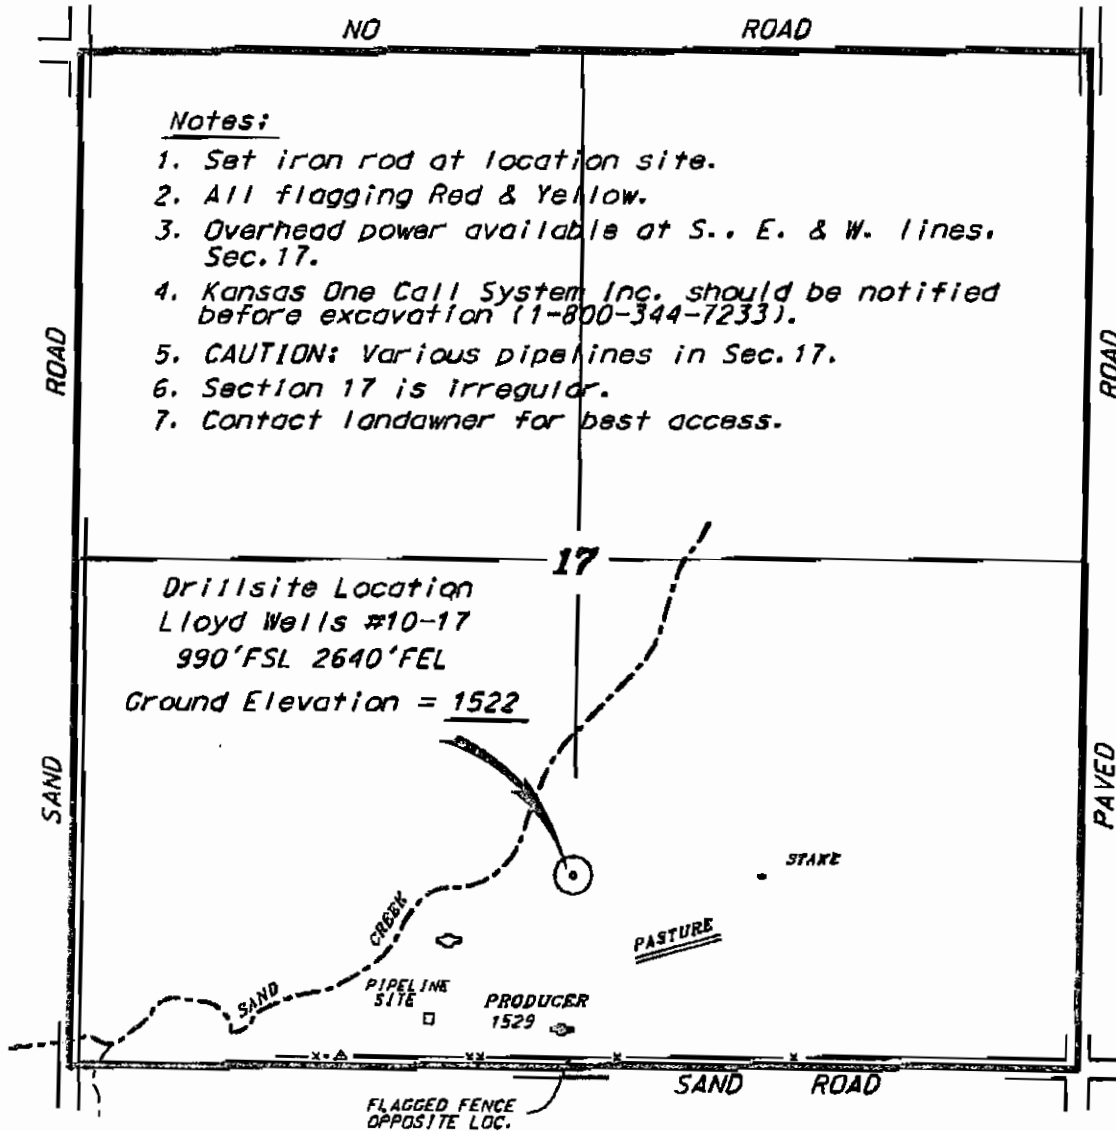 NO ROAD
Notes:
1. Set iron rod at location site.
2. All flagging Red & Yellow.
3. Overhead power available at S., E. & W. lines,
Sec. 17.
4. Kansas One Call System Inc. should be notified
before excavation (1-800-344-7233).
5. CAUTION: Various pipelines in Sec. 17.
6. Section 17 is irregular.
7. Contact landowner for best access.
ROAD
ROAD
17
Drillsite Location
Lloyd Wells #10-17
990'FSL 2640'FEL
Ground Elevation = 1522
SAND
PAVED
STAKE
CREEK
PASTURE
SAND
PIPELINE
SITE
PRODUCER
1529
SAND ROAD
FLAGGED FENCE
OPPOSITE LOC.